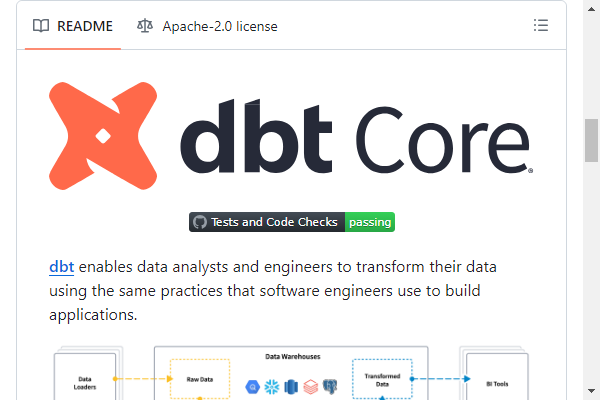 README
Apache-2.0 license
dbt Core
Tests and Code Checks passing
dbt enables data analysts and engineers to transform their data
using the same practices that software engineers use to build
applications.
Data Warehouses
Data
Loaders
Raw Data
Transformed
Data
BI Tools